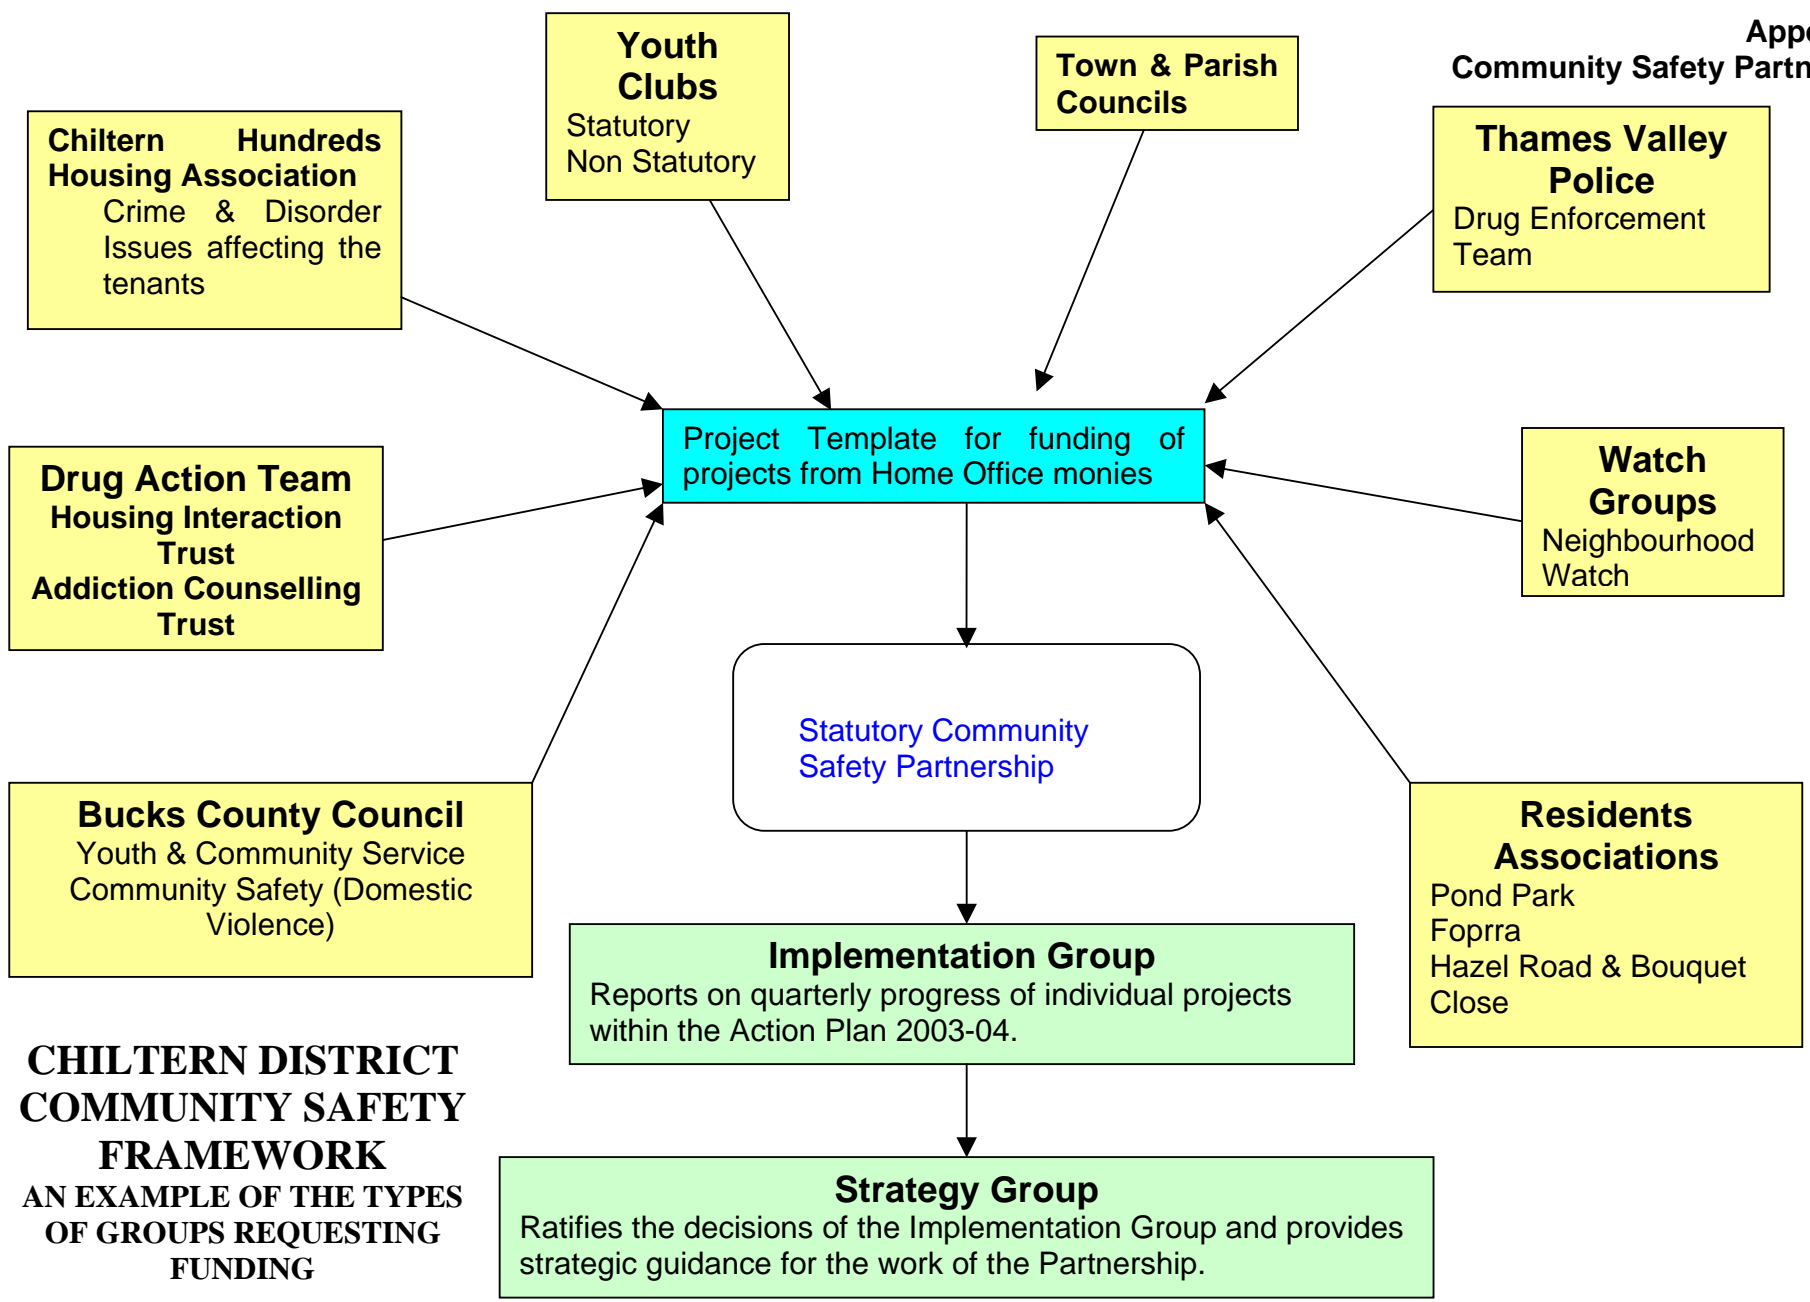 Community Safety
Youth
Clubs
Statutory
Non Statutory
Town & Parish
Councils
Chiltern Hundreds
Housing Association
Crime & Disorder
Issues affecting the
tenants
Thames Valley
Police
Drug Enforcement
Team
Project Template for funding of
projects from Home Office monies
Drug Action Team
Housing Interaction
Trust
Addiction Counselling
Trust
Watch
Groups
Neighbourhood
Watch
Statutory Community
Safety Partnership
Bucks County Council
Youth & Community Service
Community Safety (Domestic
Violence)
Residents
Associations
Pond Park
Foprra
Hazel Road & Bouquet
Close
Implementation Group
Reports on quarterly progress of individual projects
within the Action Plan 2003-04.
Strategy Group
Ratifies the decisions of the Implementation Group and provides
strategic guidance for the work of the Partnership.
CHILTERN DISTRICT
COMMUNITY SAFETY
FRAMEWORK
AN EXAMPLE OF THE TYPES
OF GROUPS REQUESTING
FUNDING